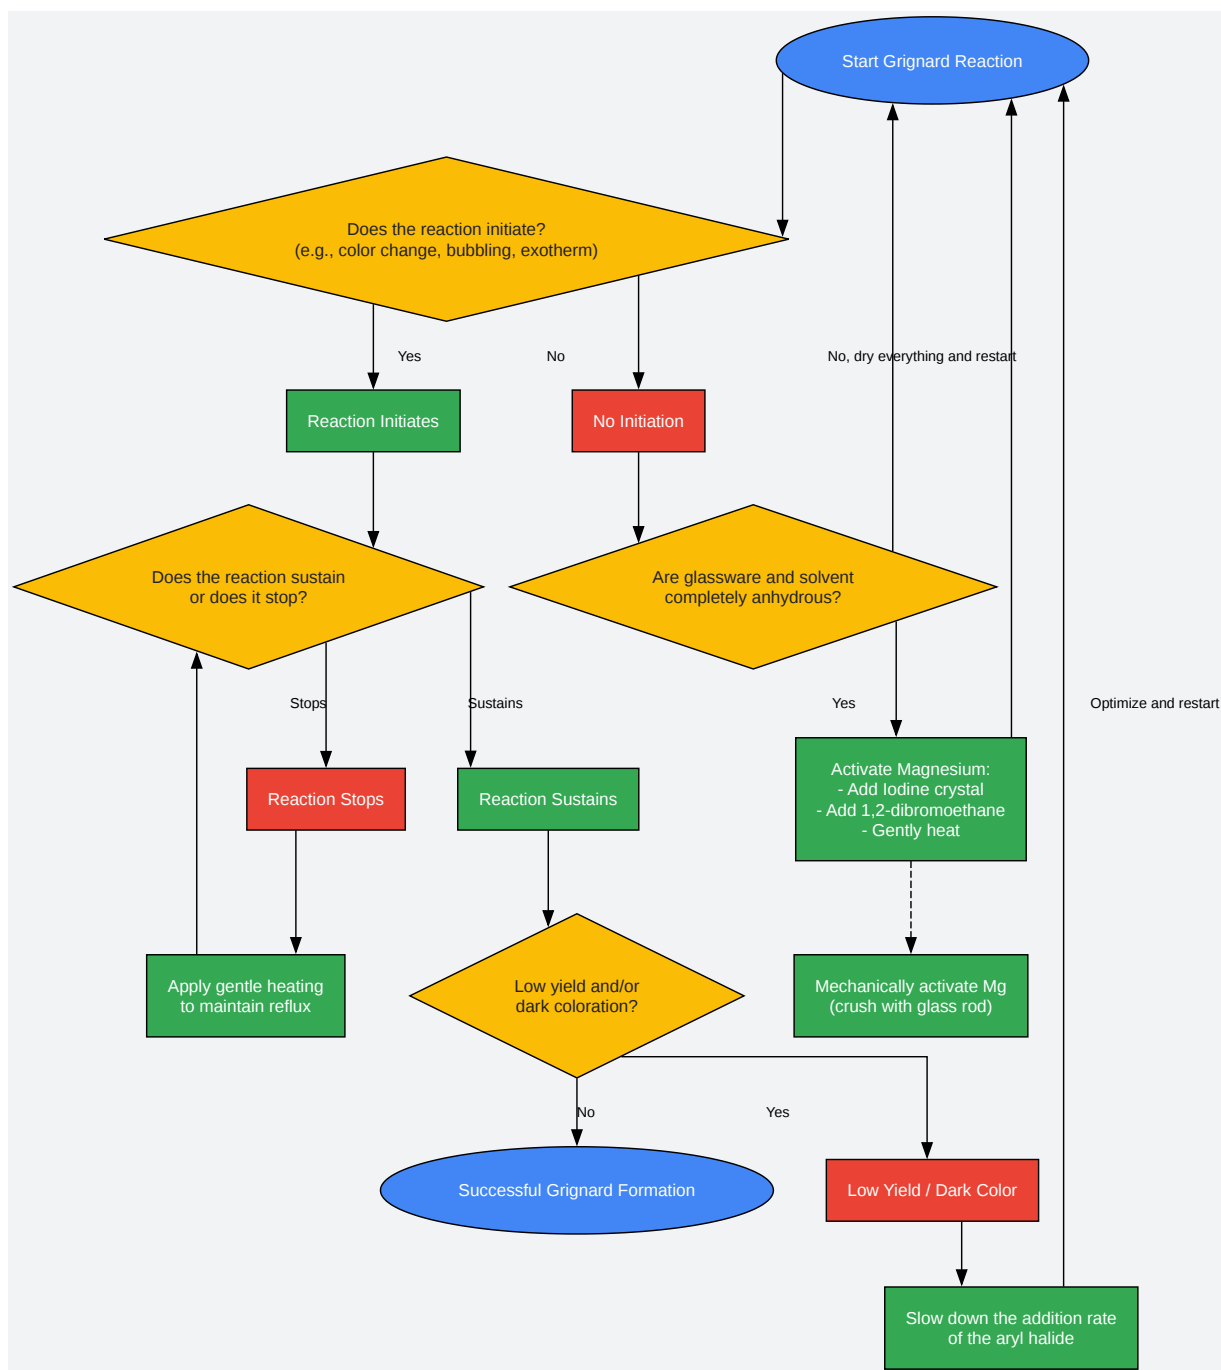 Start Grignard Reaction
Does the reaction initiate?
(e.g., color change, bubbling, exotherm)
Yes
No
No, dry everything and restart
Reaction Initiates
No Initiation
Does the reaction sustain
or does it stop?
Are glassware and solvent
completely anhydrous?
Stops
Sustains
Yes
Optimize and restart
Reaction Stops
Reaction Sustains
Activate Magnesium:
- Add Iodine crystal
- Add 1,2-dibromoethane
- Gently heat
Apply gentle heating
to maintain reflux
Low yield and/or
dark coloration?
Mechanically activate Mg
(crush with glass rod)
No
Yes
Successful Grignard Formation
Low Yield / Dark Color
Slow down the addition rate
of the aryl halide